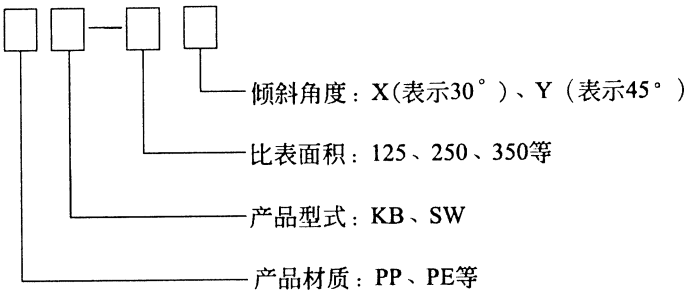 倾斜角度：X(表示30°)、Y（表示45°）
比表面积：125、250、350等
产品型式：KB、SW
产品材质：PP、PE等